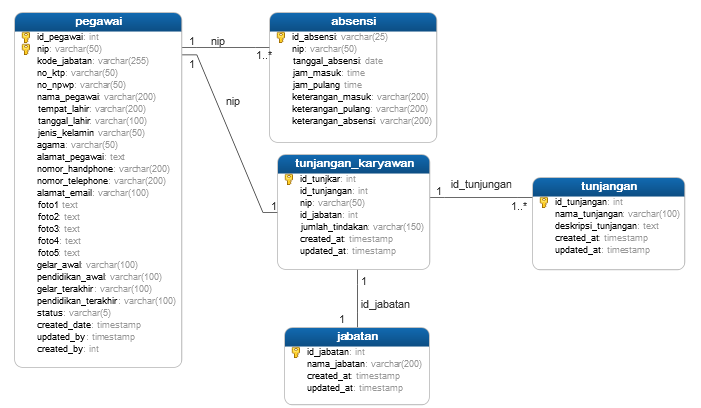 pegawai
id_pegawai: int
nip: varchar(50)
kode_jabatan: varchar(255)
no_ktp: varchar(50)
no_npwp: varchar(50)
nama_pegawai: varchar(200)
tempat_lahir: varchar(200)
tanggal_lahir: varchar(100)
jenis_kelamin: varchar(50)
agama: varchar(50)
alamat_pegawai: text
nomor_handphone: varchar(200)
nomor_telephone: varchar(200)
alamat_email: varchar(100)
foto1 text
foto2: text
foto3: text
foto4: text
foto5: text
gelar_awal: varchar(100)
pendidikan_awal: varchar(100)
gelar_terakhir: varchar(100)
pendidikan_terakhir: varchar(100)
status: varchar(5)
created_date: timestamp
updated_by: timestamp
created_by: int
1 nip
1..*
1
nip
1
absensi
id_absensi: varchar(25)
nip: varchar(50)
tanggal_absensi: date
jam_masuk: time
jam_pulang: time
keterangan_masuk: varchar(200)
keterangan_pulang: varchar(200)
keterangan_absensi: varchar(200)
tunjangan_karyawan
id_tunjkar: int
id_tunjangan: int
nip: varchar(50)
id_jabatan: int
jumlah_tindakan: varchar(150)
created_at: timestamp
updated_at: timestamp
id_tunjungan
1
1..*
tunjangan
id_tunjangan: int
nama_tunjangan: varchar(100)
deskripsi_tunjangan: text
created_at: timestamp
updated_at: timestamp
1
id_jabatan
1
jabatan
id_jabatan: int
nama_jabatan: varchar(200)
created_at: timestamp
updated_at: timestamp